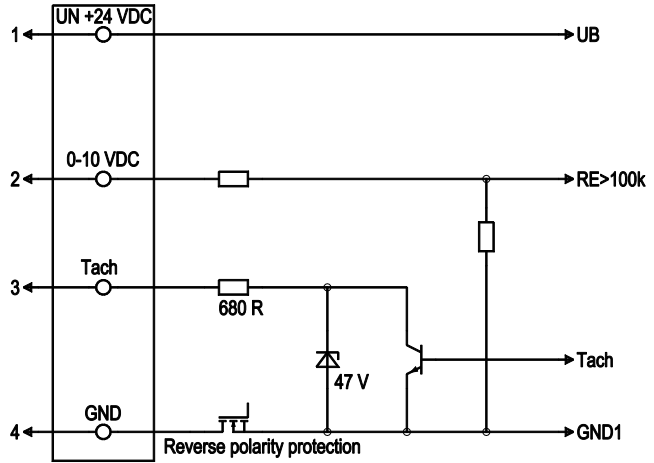 UN +24 VDC
1
UB
0-10 VDC
2
RE>100k
Tach
3
680 R
Tach
47 V
GND
4
GND1
Reverse polarity protection